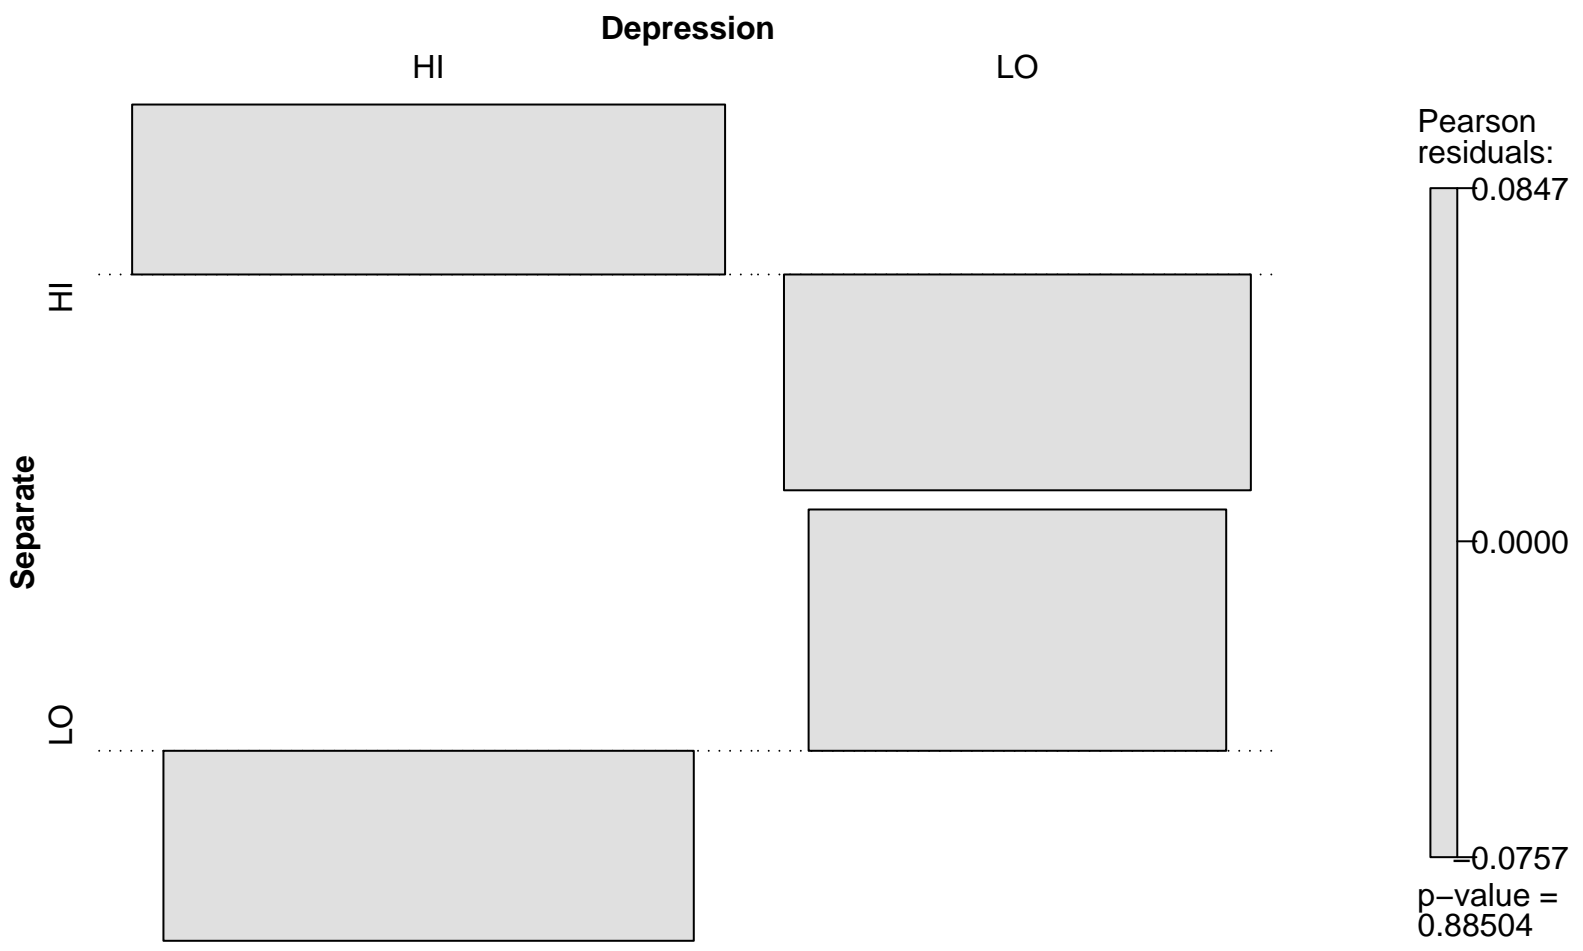 Depression
HI
LO
HI
LO
Separate
Pearson
residuals:
0.0847
0.0000
−0.0757
p−value =
0.88504